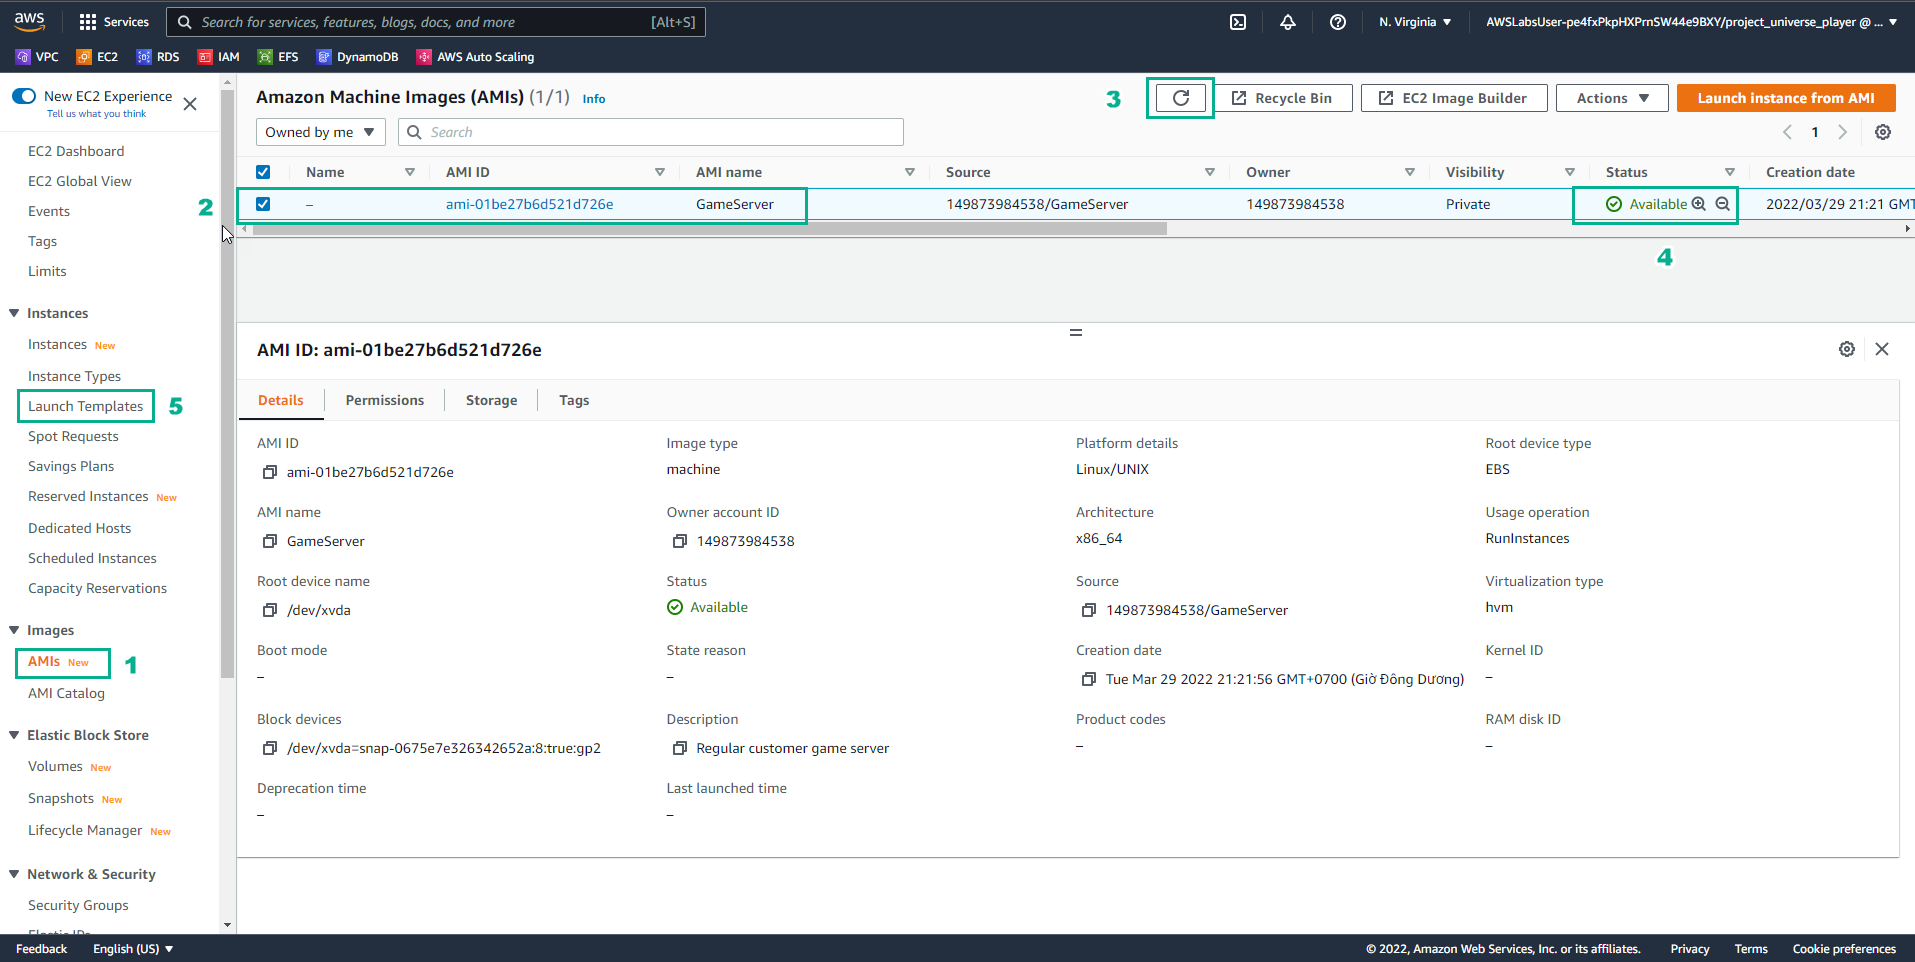 aws Services Search for services, features, blogs, docs, and more [Alt+S] N. Virginia ▼ AWSLabsUser-pe4fxPkpHXPrnSW44e9BXY/project_universe_player @ ... ▼
VPC EC2 RDS IAM EFS DynamoDB AWS Auto Scaling
New EC2 Experience
Tell us what you think
EC2 Dashboard
EC2 Global View
Events
Tags
Limits
Instances
Instances New
Instance Types
Launch Templates
5
Spot Requests
Savings Plans
Reserved Instances New
Dedicated Hosts
Scheduled Instances
Capacity Reservations
Images
AMIs New
1
AMI Catalog
Elastic Block Store
Volumes New
Snapshots New
Lifecycle Manager New
Network & Security
Security Groups
Amazon Machine Images (AMIs) (1/1) Info
3
Recycle Bin EC2 Image Builder Actions ▼ Launch instance from AMI
Owned by me ▼ Search
1
Name AMI ID AMI name Source Owner Visibility Status Creation date
2
– ami-01be27b6d521d726e GameServer 149873984538/GameServer 149873984538 Private Available 2022/03/29 21:21 GMT
4
AMI ID: ami-01be27b6d521d726e
Details Permissions Storage Tags
AMI ID Image type Platform details Root device type
ami-01be27b6d521d726e machine Linux/UNIX EBS
AMI name Owner account ID Architecture Usage operation
GameServer 149873984538 x86_64 RunInstances
Root device name Status Source Virtualization type
/dev/xvda Available 149873984538/GameServer hvm
Boot mode State reason Creation date Kernel ID
– – Tue Mar 29 2022 21:21:56 GMT+0700 (Giờ Đông Dương) –
Block devices Description Product codes RAM disk ID
/dev/xvda=snap-0675e7e326342652a:8:true:gp2 Regular customer game server – –
Deprecation time Last launched time
– –
Feedback English (US) ▼ © 2022, Amazon Web Services, Inc. or its affiliates. Privacy Terms Cookie preferences